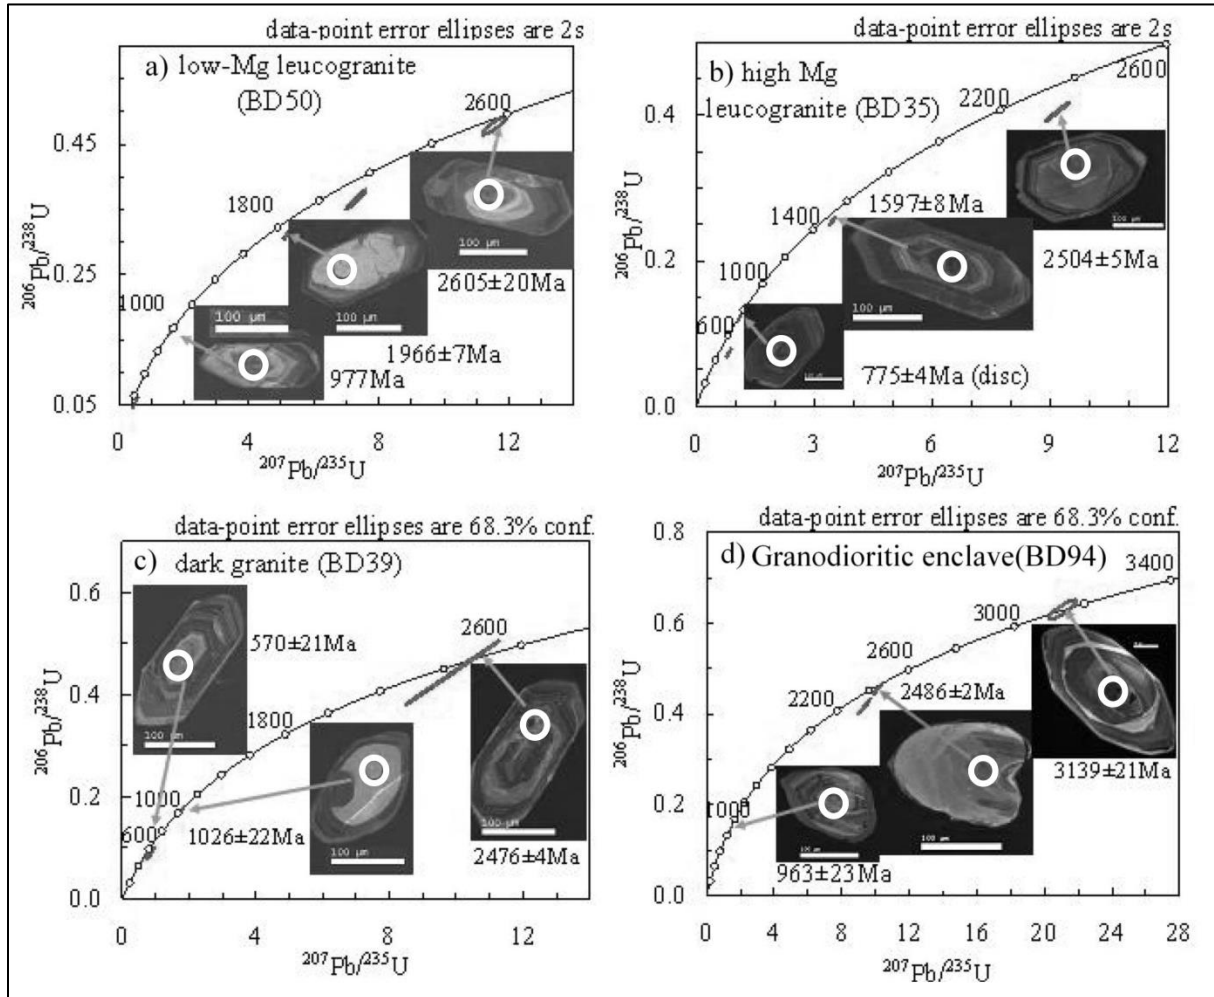 data-point error ellipses are 2s
a) low-Mg leucogranite
(BD50)
2600
0.45
1800
0.25
1000
0.05
206Pb/238U
100 µm
100 µm
100 µm
100 µm
2605±20Ma
1966±7Ma
977Ma
0
4
8
12
207Pb/235U
data-point error ellipses are 2s
b) high Mg
leucogranite (BD35)
2600
2200
0.4
1597±8Ma
1400
0.2
1000
600
0.0
206Pb/238U
100 µm
2504±5Ma
100 µm
775±4Ma (disc)
0
3
6
9
12
207Pb/235U
data-point error ellipses are 68.3% conf.
c) dark granite (BD39)
0.6
2600
570±21Ma
0.4
1800
100 µm
0.2
1000
600
1026±22Ma
100 µm
100 µm
2476±4Ma
0.0
206Pb/238U
0
4
8
12
207Pb/235U
data-point error ellipses are 68.3% conf.
0.8
d) Granodioritic enclave(BD94)
3400
0.6
3000
2600
2486±2Ma
0.4
2200
3139±21Ma
0.2
1000
100 µm
963±23Ma
0.0
206Pb/238U
0
4
8
12
16
20
24
28
207Pb/235U